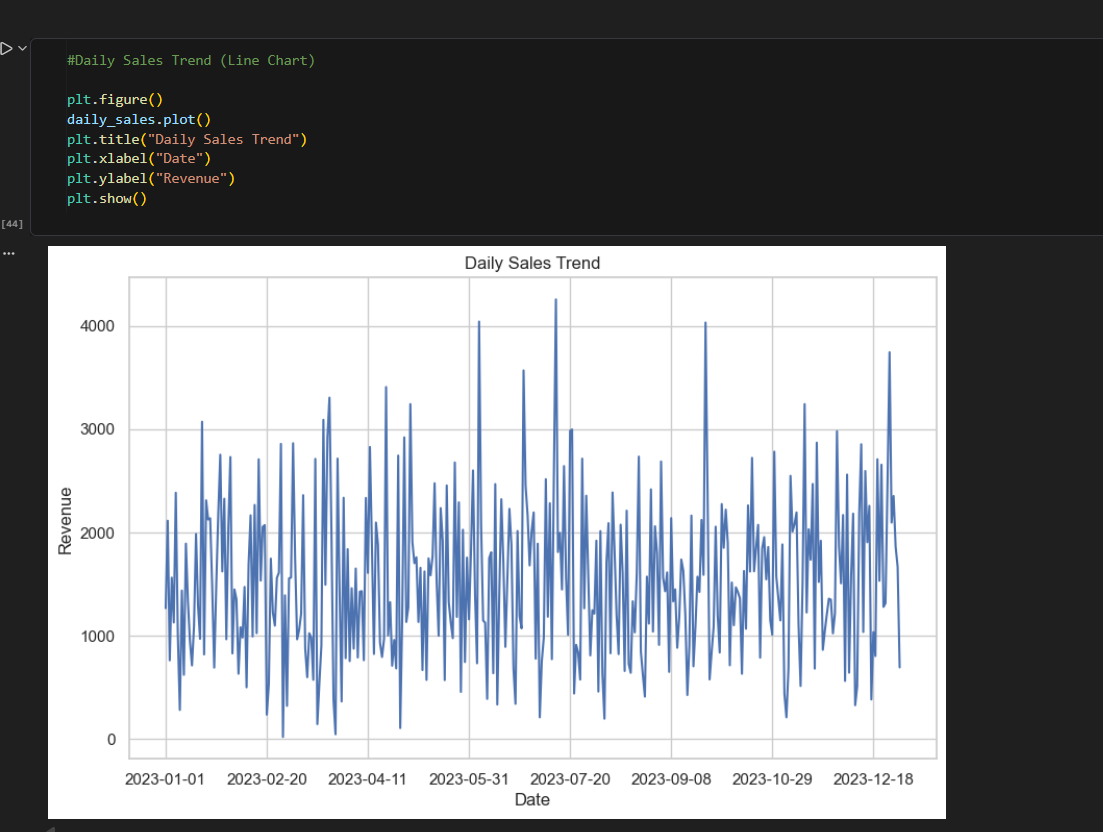 #Daily Sales Trend (Line Chart)
plt.figure()
daily_sales.plot()
plt.title("Daily Sales Trend")
plt.xlabel("Date")
plt.ylabel("Revenue")
plt.show()
[44]
...
Daily Sales Trend
Revenue
4000
3000
2000
1000
0
2023-01-01 2023-02-20 2023-04-11 2023-05-31 2023-07-20 2023-09-08 2023-10-29 2023-12-18
Date